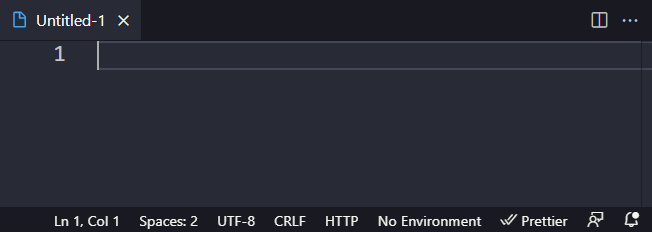 Untitled-1
1
Ln 1, Col 1 Spaces: 2 UTF-8 CRLF HTTP No Environment Prettier